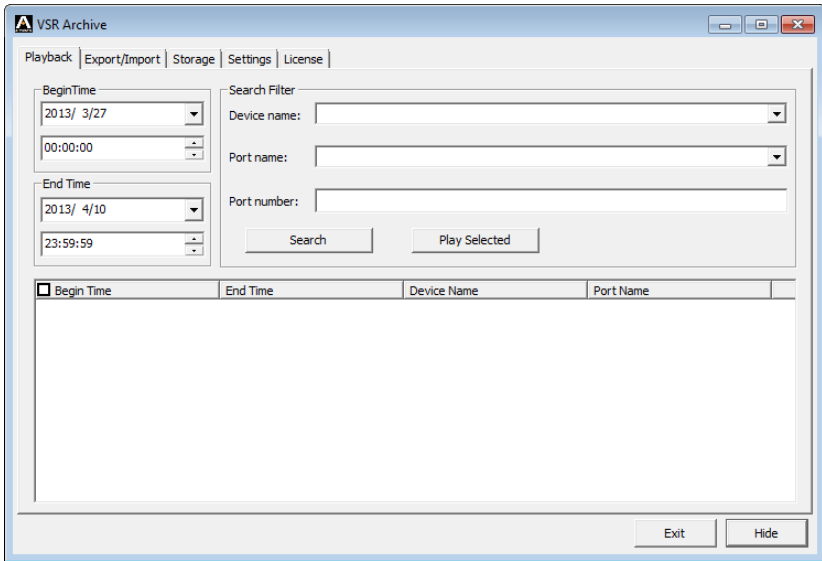 VSR Archive
Playback Export/Import Storage Settings License
BeginTime
2013/ 3/27
00:00:00
End Time
2013/ 4/10
23:59:59
Search Filter
Device name:
Port name:
Port number:
Search Play Selected
Begin Time End Time Device Name Port Name
Exit Hide